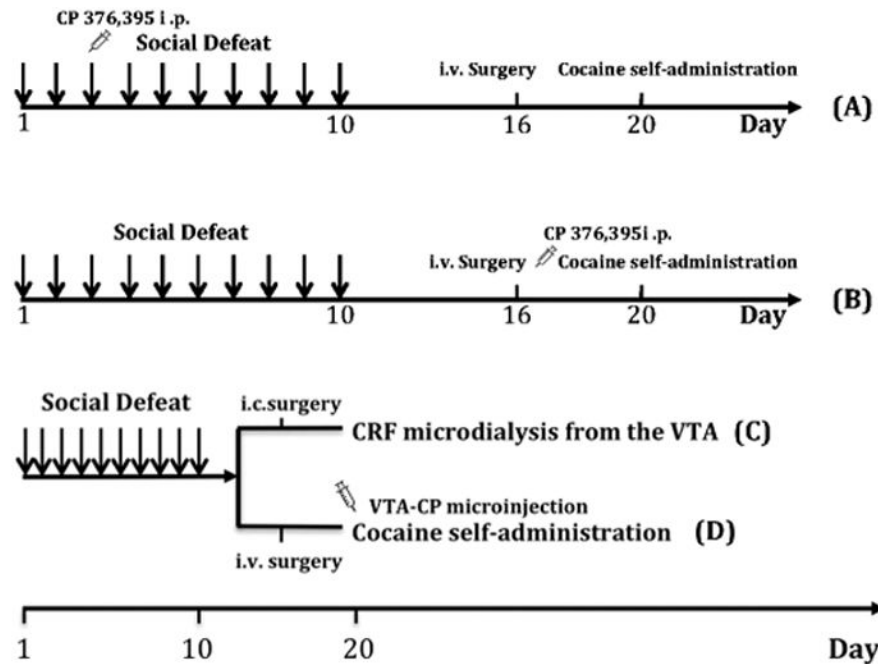 CP 376,395 i.p.
Social Defeat
i.v. Surgery Cocaine self-administration
1 10 16 20 Day (A)
CP 376,395i .p.
Social Defeat
i.v. Surgery Cocaine self-administration
1 10 16 20 Day (B)
Social Defeat
i.c.surgery
CRF microdialysis from the VTA (C)
VTA-CP microinjection
Cocaine self-administration (D)
i.v. surgery
1 10 20 Day